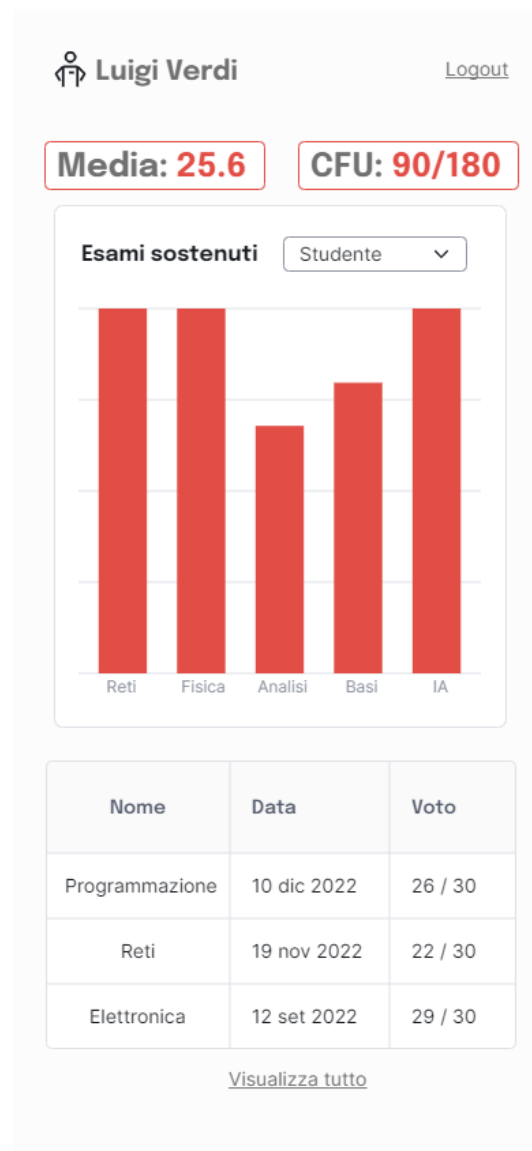 Luigi Verdi Logout
Media: 25.6 CFU: 90/180
Esami sostenuti Studente
Reti Fisica Analisi Basi IA
Nome Data Voto
Programmazione 10 dic 2022 26 / 30
Reti 19 nov 2022 22 / 30
Elettronica 12 set 2022 29 / 30
Visualizza tutto